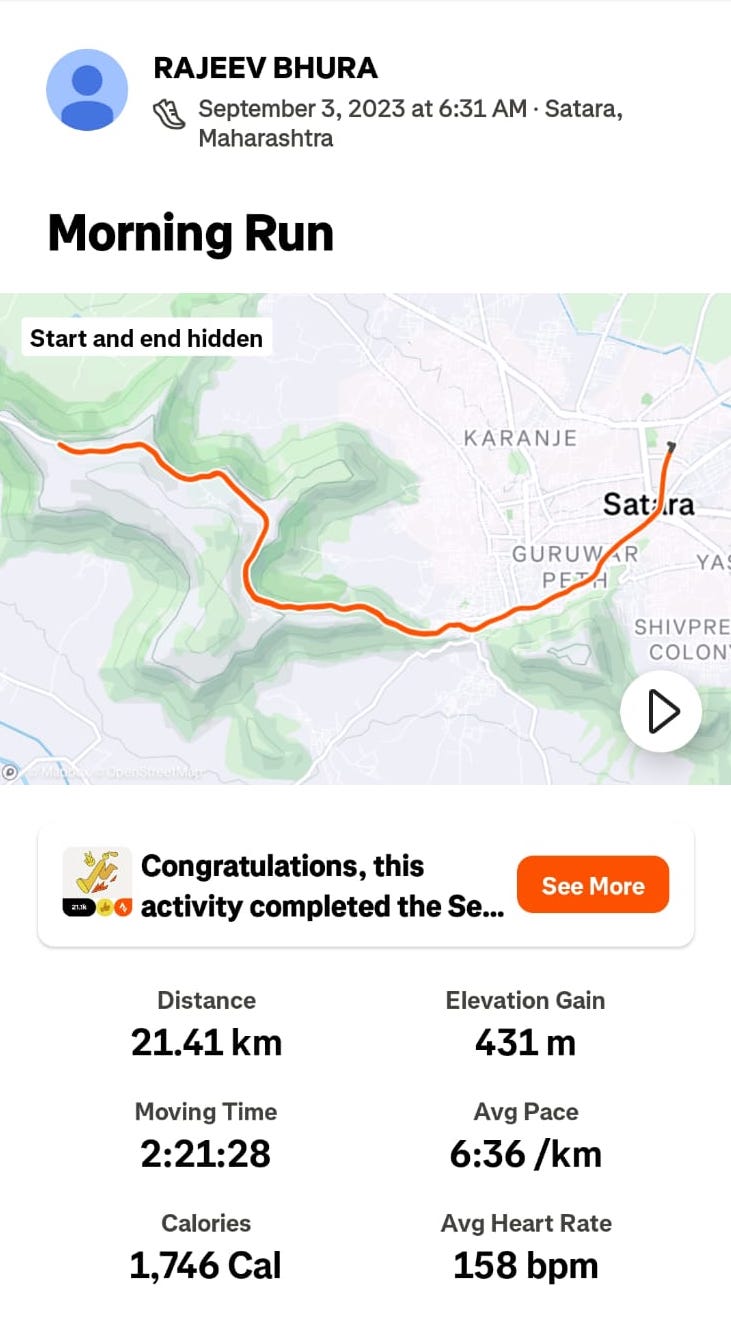 RAJEEV BHURA
September 3, 2023 at 6:31 AM · Satara,
Maharashtra
Morning Run
Start and end hidden
KARANJE
Satara
GURUWAR
PETH
YAS
SHIVPRE
COLON
© Mapbox © OpenStreetMap
Congratulations, this
activity completed the Se...
21.1k
See More
Distance
21.41 km
Elevation Gain
431 m
Moving Time
2:21:28
Avg Pace
6:36 /km
Calories
1,746 Cal
Avg Heart Rate
158 bpm